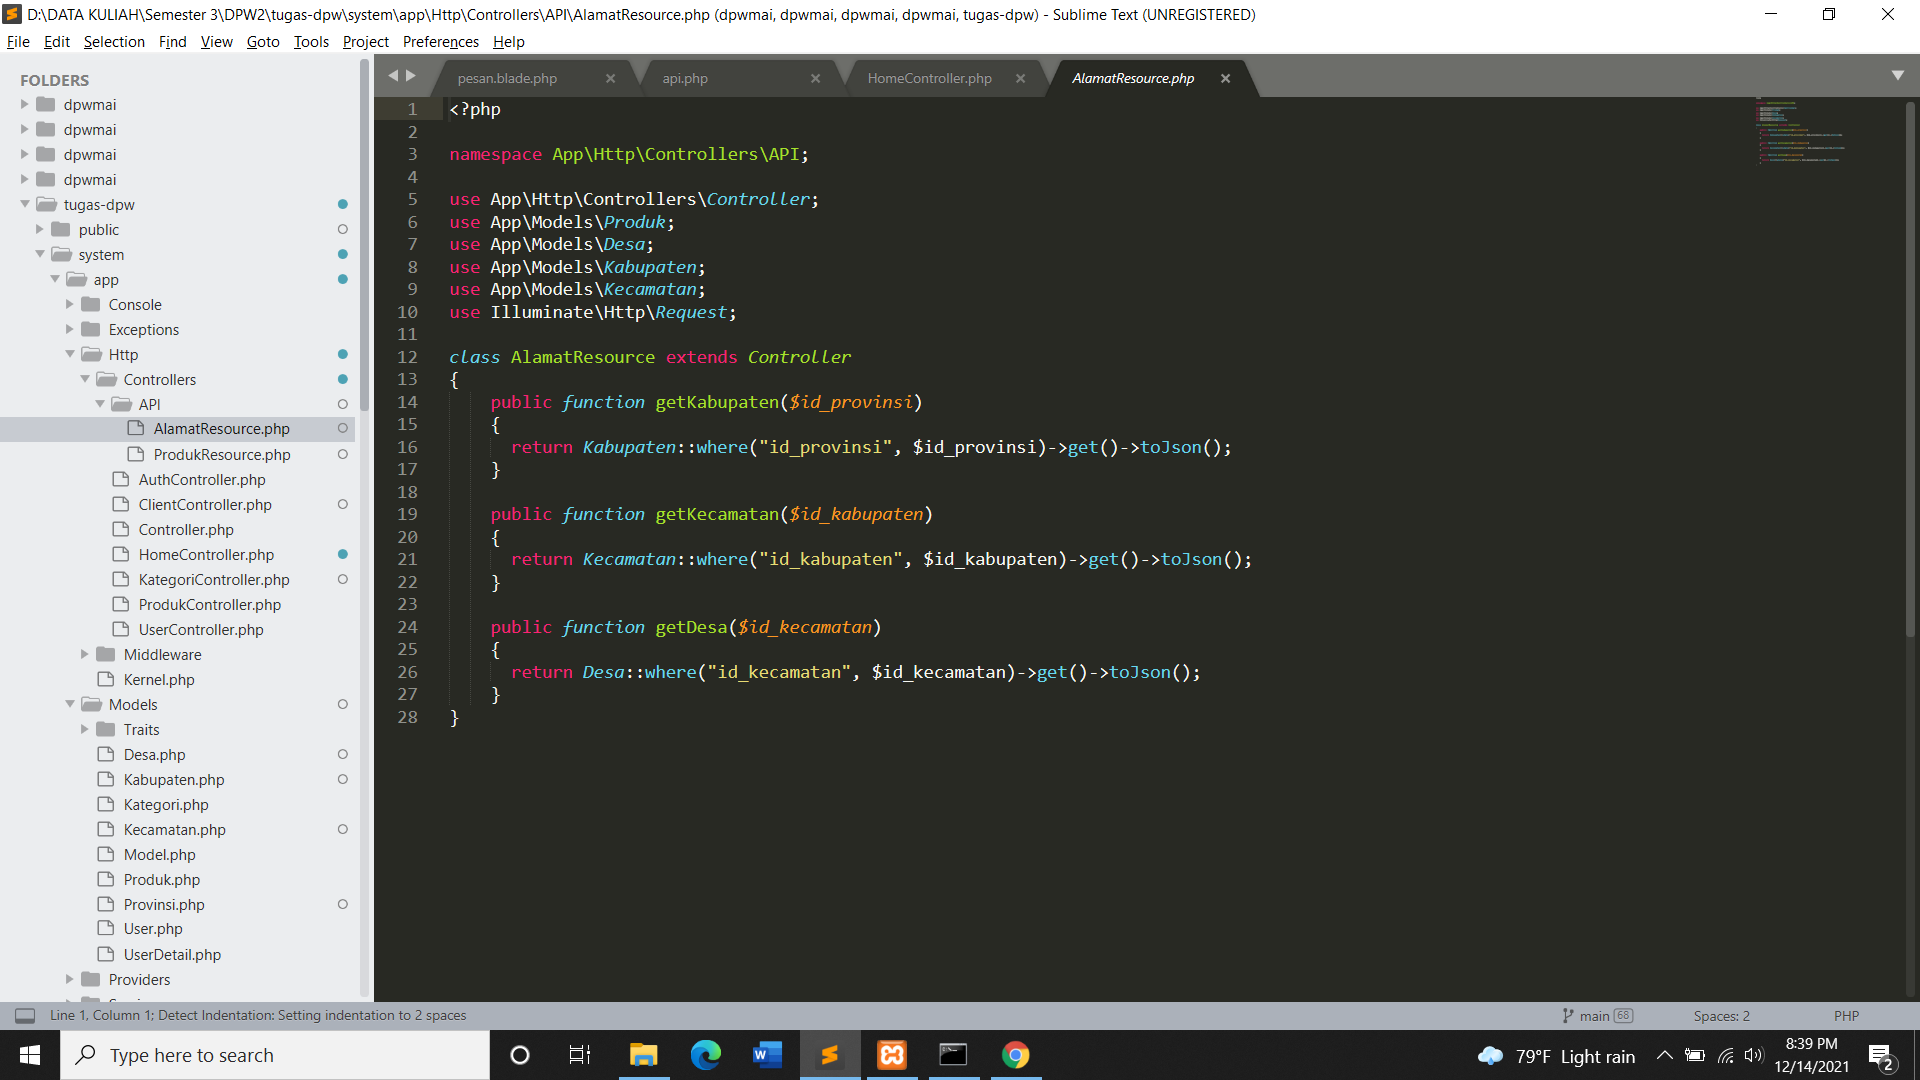 D:\DATA KULIAH\Semester 3\DPW2\tugas-dpw\system\app\Http\Controllers\API\AlamatResource.php (dpwmai, dpwmai, dpwmai, dpwmai, tugas-dpw) - Sublime Text (UNREGISTERED)
File Edit Selection Find View Goto Tools Project Preferences Help
FOLDERS
dpwmai
dpwmai
dpwmai
dpwmai
tugas-dpw
public
system
app
Console
Exceptions
Http
Controllers
API
AlamatResource.php
ProdukResource.php
AuthController.php
ClientController.php
Controller.php
HomeController.php
KategoriController.php
ProdukController.php
UserController.php
Middleware
Kernel.php
Models
Traits
Desa.php
Kabupaten.php
Kategori.php
Kecamatan.php
Model.php
Produk.php
Provinsi.php
User.php
UserDetail.php
Providers
pesan.blade.php × api.php × HomeController.php × AlamatResource.php ×
1 <?php
2
3 namespace App\Http\Controllers\API;
4
5 use App\Http\Controllers\Controller;
6 use App\Models\Produk;
7 use App\Models\Desa;
8 use App\Models\Kabupaten;
9 use App\Models\Kecamatan;
10 use Illuminate\Http\Request;
11
12 class AlamatResource extends Controller
13 {
14     public function getKabupaten($id_provinsi)
15     {
16       return Kabupaten::where("id_provinsi", $id_provinsi)->get()->toJson();
17     }
18
19     public function getKecamatan($id_kabupaten)
20     {
21       return Kecamatan::where("id_kabupaten", $id_kabupaten)->get()->toJson();
22     }
23
24     public function getDesa($id_kecamatan)
25     {
26       return Desa::where("id_kecamatan", $id_kecamatan)->get()->toJson();
27     }
28 }
Line 1, Column 1; Detect Indentation: Setting indentation to 2 spaces main 68 Spaces: 2 PHP
Type here to search
79°F Light rain
8:39 PM
12/14/2021
2